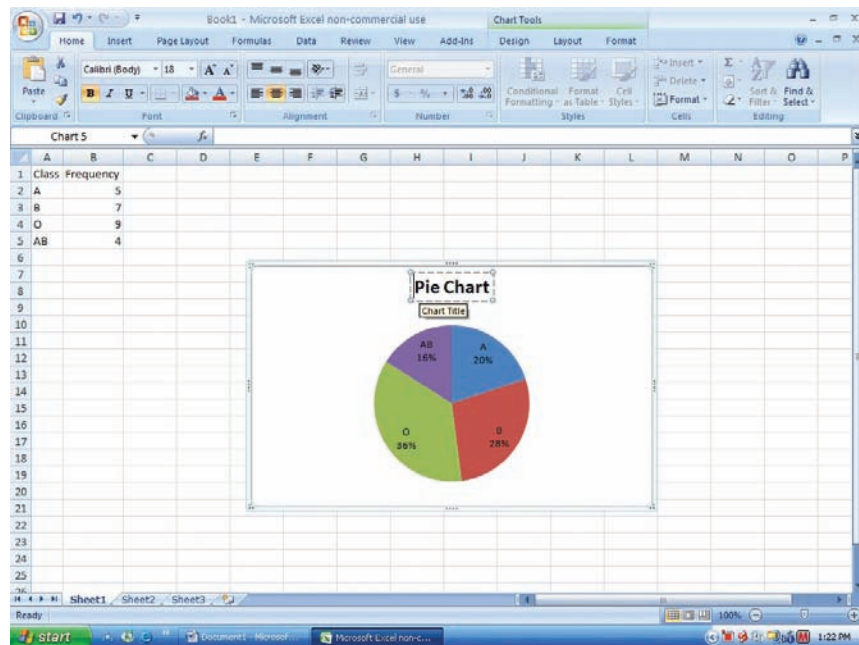 Book1 - Microsoft Excel non-commercial use
Chart Tools
Home Insert Page Layout Formulas Data Review View Add-Ins Design Layout Format
Paste
Calibri (Body) 18
B I U
General
$ %
Conditional Formatting
Format as Table
Cell Styles
Insert
Delete
Format
Sort & Filter
Find & Select
Clipboard Font Alignment Number Styles Cells Editing
Chart 5
fx
A B C D E F G H I J K L M N O P
1 Class Frequency
2 A 5
3 B 7
4 O 9
5 AB 4
6
7
8
9
10
11
12
13
14
15
16
17
18
19
20
21
22
23
24
25
26
Pie Chart
Chart Title
AB
16%
A
20%
O
36%
B
28%
Sheet1 Sheet2 Sheet3
Ready
100%
start
Document1 - Microsof...
Microsoft Excel non-c...
1:22 PM